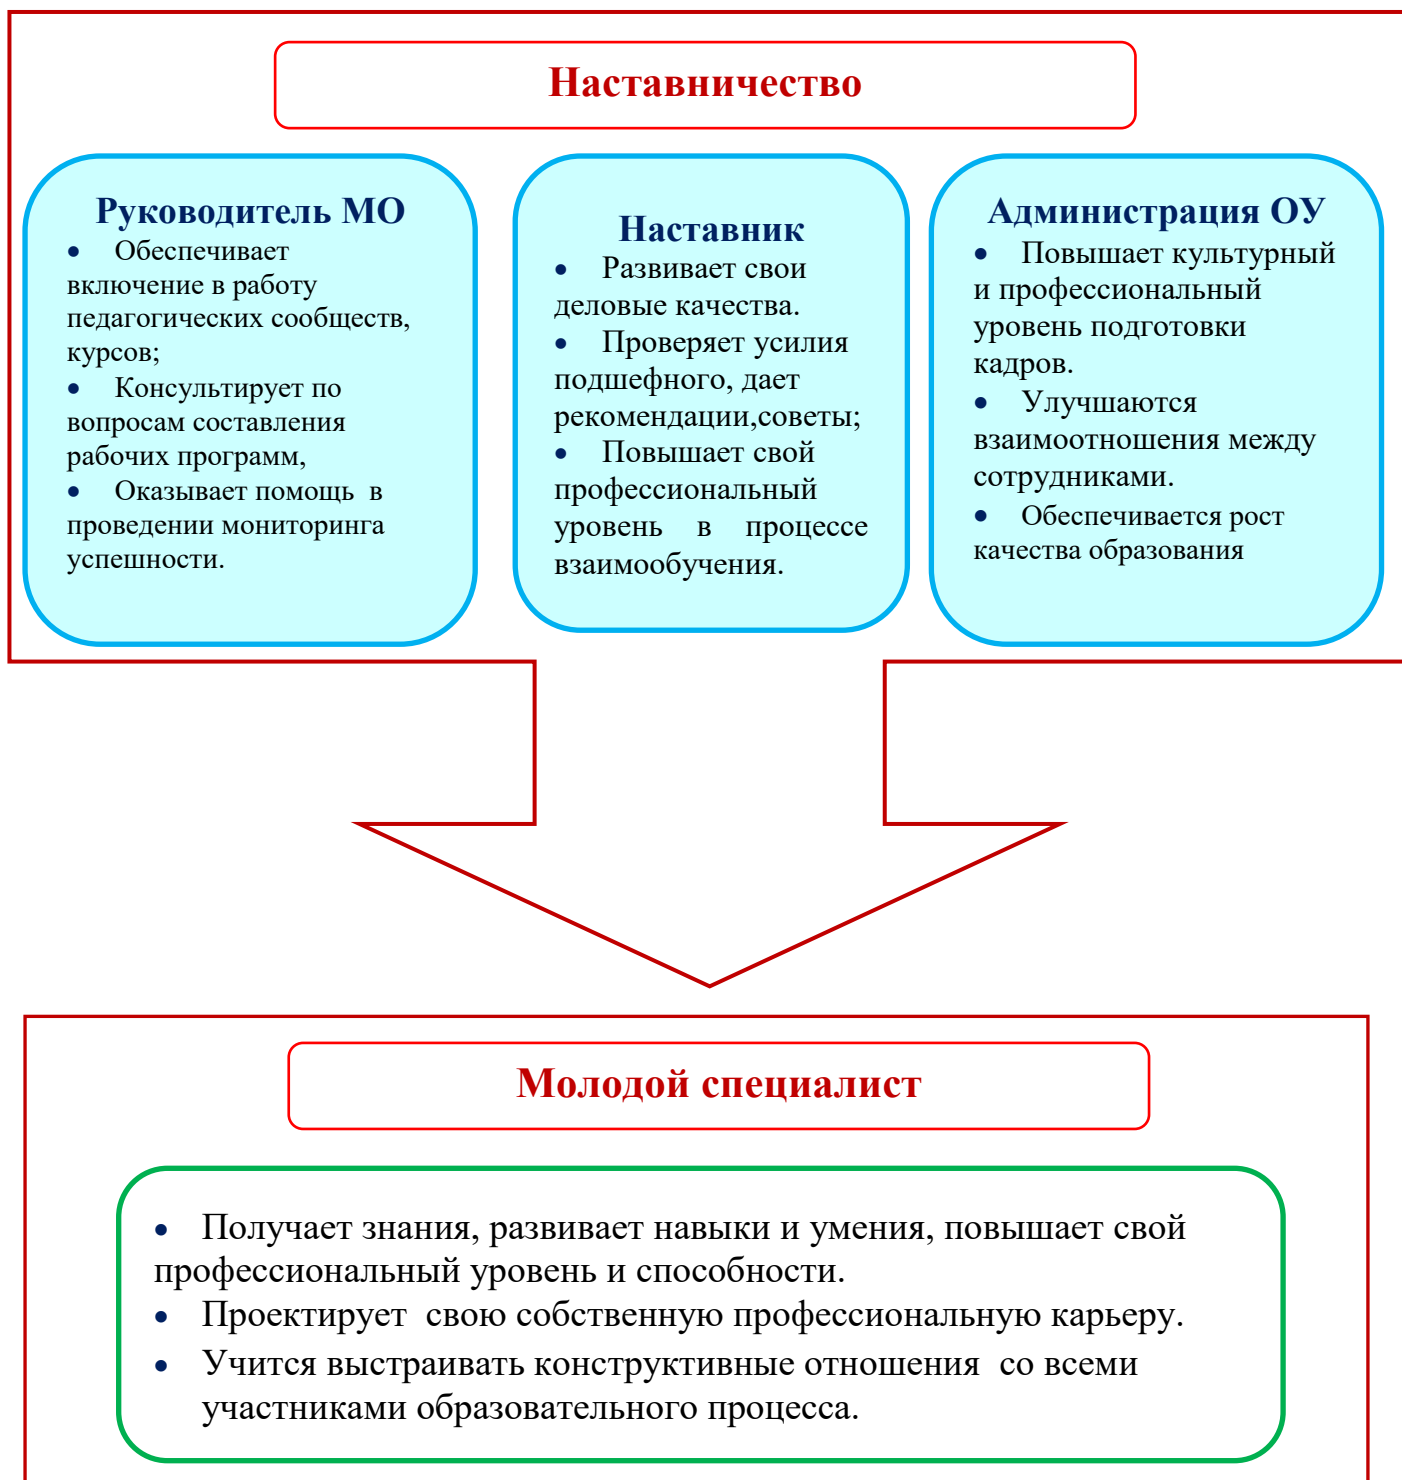 Наставничество
Руководитель МО
• Обеспечивает
включение в работу
педагогических сообществ,
курсов;
• Консультирует по
вопросам составления
рабочих программ,
• Оказывает помощь в
проведении мониторинга
успешности.
Наставник
• Развивает свои
деловые качества.
• Проверяет усилия
подшефного, дает
рекомендации,советы;
• Повышает свой
профессиональный
уровень в процессе
взаимообучения.
Администрация ОУ
• Повышает культурный
и профессиональный
уровень подготовки
кадров.
• Улучшаются
взаимоотношения между
сотрудниками.
• Обеспечивается рост
качества образования
Молодой специалист
• Получает знания, развивает навыки и умения, повышает свой
профессиональный уровень и способности.
• Проектирует свою собственную профессиональную карьеру.
• Учится выстраивать конструктивные отношения со всеми
участниками образовательного процесса.